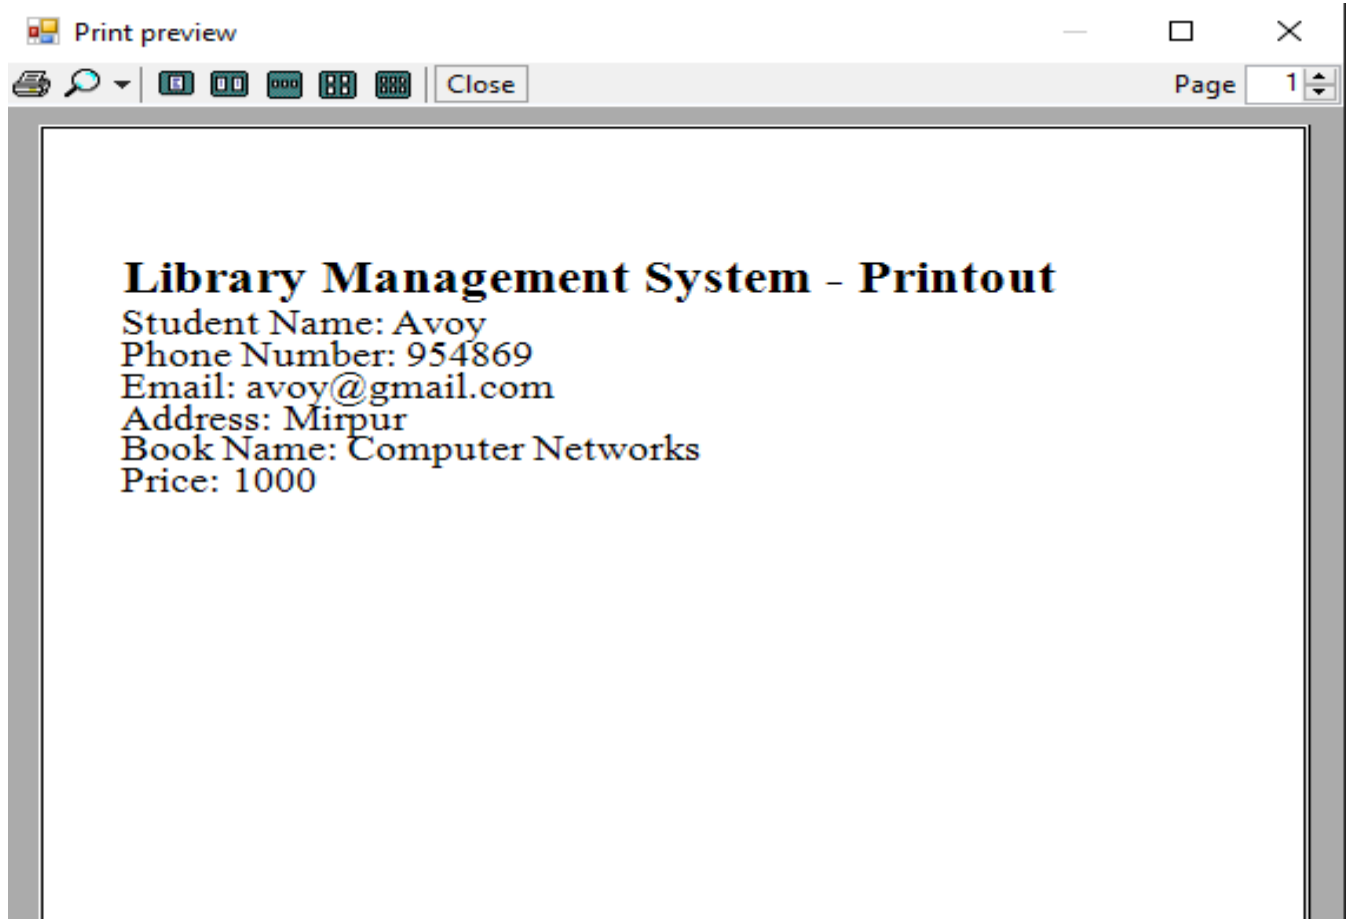 Print preview
Close
Page 1
Library Management System - Printout
Student Name: Avoy
Phone Number: 954869
Email: avoy@gmail.com
Address: Mirpur
Book Name: Computer Networks
Price: 1000